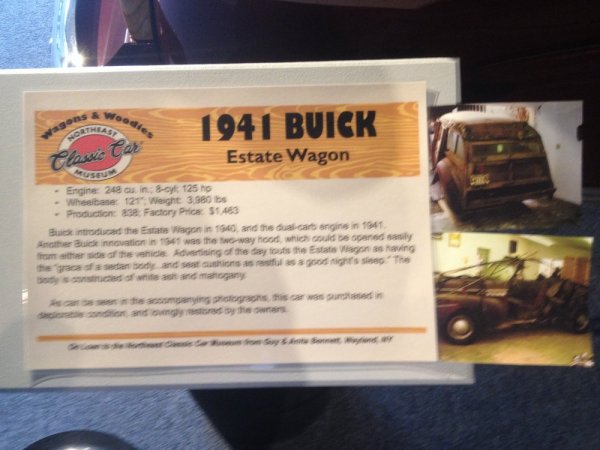 Wagons & Woodies
NORTHEAST
Classic Car
MUSEUM
1941 BUICK
Estate Wagon
• Engine: 248 cu. in.; 8-cyl; 125 hp
• Wheelbase: 121"; Weight: 3,980 lbs
• Production: 838; Factory Price: $1,463
Buick introduced the Estate Wagon in 1940, and the dual-carb engine in 1941.
Another Buick innovation in 1941 was the two-way hood, which could be opened easily
from either side of the vehicle. Advertising of the day touts the Estate Wagon as having
the "grace of a sedan body...and seat cushions as restful as a good night's sleep." The
body is constructed of white ash and mahogany.
As can be seen in the accompanying photographs, this car was purchased in
deplorable condition, and lovingly restored by the owners.
On Loan to the Northeast Classic Car Museum from Guy & Anita Bennett, Wayland, NY